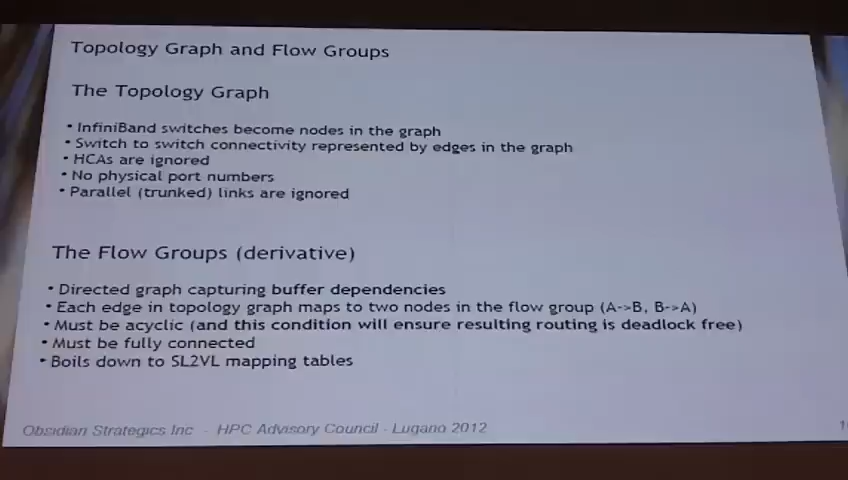 Topology Graph and Flow Groups
The Topology Graph
• InfiniBand switches become nodes in the graph
• Switch to switch connectivity represented by edges in the graph
• HCAs are ignored
• No physical port numbers
• Parallel (trunked) links are ignored
The Flow Groups (derivative)
• Directed graph capturing buffer dependencies
• Each edge in topology graph maps to two nodes in the flow group (A->B, B->A)
• Must be acyclic (and this condition will ensure resulting routing is deadlock free)
• Must be fully connected
• Boils down to SL2VL mapping tables
Obsidian Strategics Inc - HPC Advisory Council - Lugano 2012